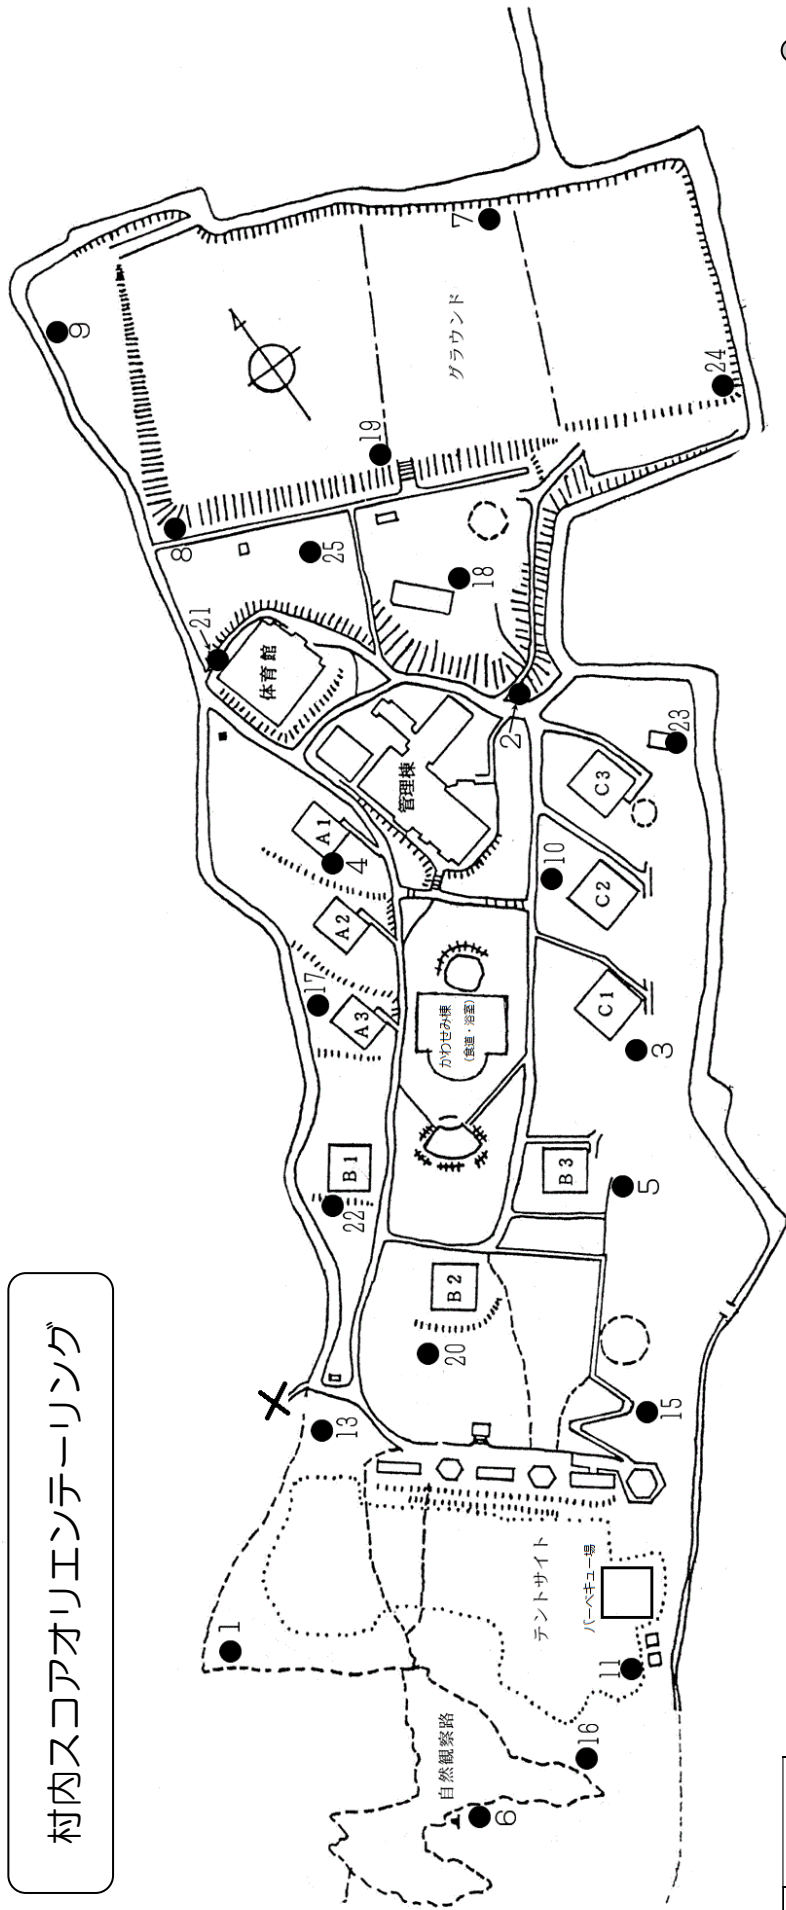 村内スコアオリエンテーリング
9
7
グラウンド
24
19
8
25
18
21
体育館
2
管理棟
23
C3
A1
4
10
C2
A2
17
A3
かわせみ棟
(食道・浴室)
C1
3
B1
22
B3
5
B2
20
13
15
テントサイト
バーベキュー場
1
11
自然観察路
16
6